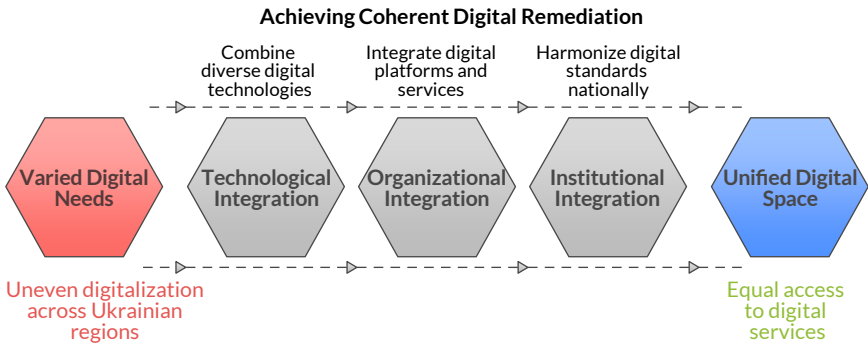 Achieving Coherent Digital Remediation
Combine
diverse digital
technologies
Integrate digital
platforms and
services
Harmonize digital
standards
nationally
Varied Digital
Needs
Technological
Integration
Organizational
Integration
Institutional
Integration
Unified Digital
Space
Uneven digitalization
across Ukrainian
regions
Equal access
to digital
services